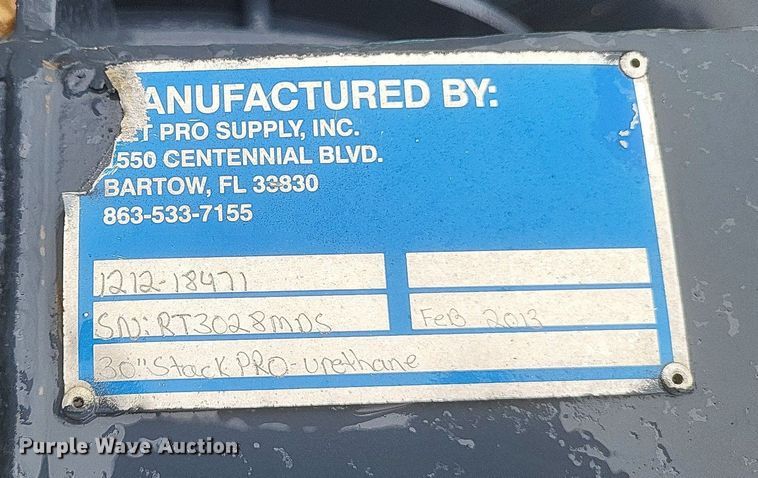 ANUFACTURED BY:
ET PRO SUPPLY, INC.
550 CENTENNIAL BLVD.
BARTOW, FL 33830
863-533-7155
1212-18471
SN: RT3028MDS
Feb 2013
30" Stack PRO-urethane
Purple Wave Auction